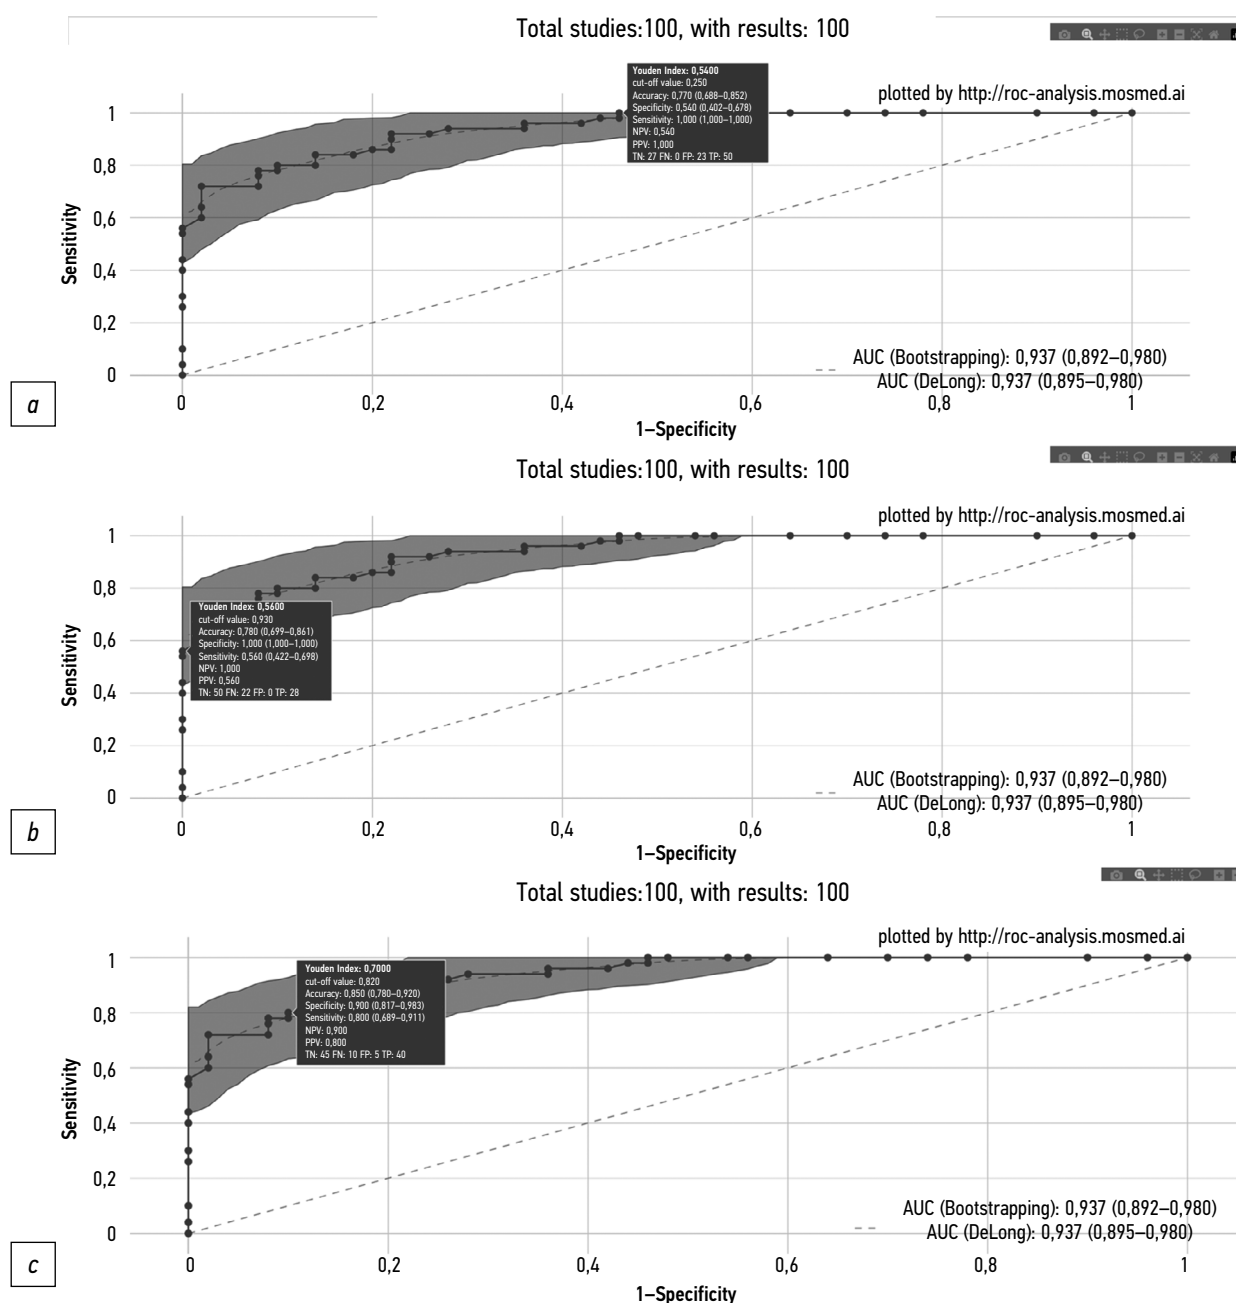 Total studies:100, with results: 100
plotted by http://roc-analysis.mosmed.ai
Youden Index: 0,5400
cut-off value: 0,250
Accuracy: 0,770 (0,688–0,852)
Specificity: 0,540 (0,402–0,678)
Sensitivity: 1,000 (1,000–1,000)
NPV: 0,540
PPV: 1,000
TN: 27 FN: 0 FP: 23 TP: 50
1
0,8
0,6
0,4
0,2
0
Sensitivity
AUC (Bootstrapping): 0,937 (0,892–0,980)
AUC (DeLong): 0,937 (0,895–0,980)
a
0 0,2 0,4 0,6 0,8 1
1–Specificity
Total studies:100, with results: 100
plotted by http://roc-analysis.mosmed.ai
1
0,8
0,6
0,4
0,2
0
Sensitivity
Youden Index: 0,5600
cut-off value: 0,930
Accuracy: 0,780 (0,699–0,861)
Specificity: 1,000 (1,000–1,000)
Sensitivity: 0,560 (0,422–0,698)
NPV: 1,000
PPV: 0,560
TN: 50 FN: 22 FP: 0 TP: 28
AUC (Bootstrapping): 0,937 (0,892–0,980)
AUC (DeLong): 0,937 (0,895–0,980)
b
0 0,2 0,4 0,6 0,8 1
1–Specificity
Total studies:100, with results: 100
plotted by http://roc-analysis.mosmed.ai
1
0,8
0,6
0,4
0,2
0
Sensitivity
Youden Index: 0,7000
cut-off value: 0,820
Accuracy: 0,850 (0,780–0,920)
Specificity: 0,900 (0,817–0,983)
Sensitivity: 0,800 (0,689–0,911)
NPV: 0,900
PPV: 0,800
TN: 45 FN: 10 FP: 5 TP: 40
AUC (Bootstrapping): 0,937 (0,892–0,980)
AUC (DeLong): 0,937 (0,895–0,980)
c
0 0,2 0,4 0,6 0,8 1
1–Specificity